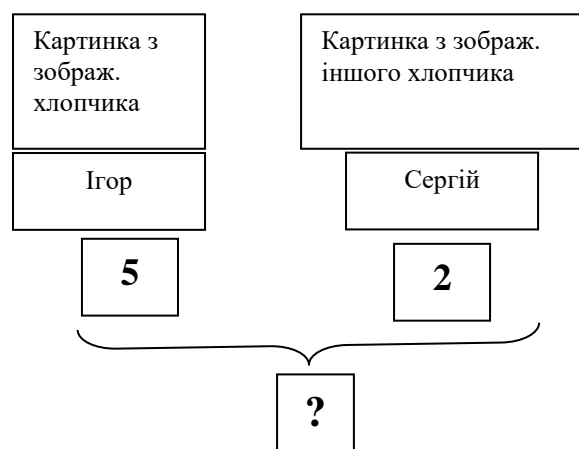 Картинка з
зображ.
хлопчика
Картинка з зображ.
іншого хлопчика
Ігор
Сергій
5
2
?